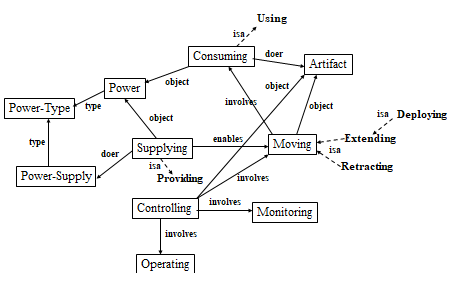 Using
isa
Consuming
doer
Artifact
object
Power
object
type
Power-Type
involves
object
isa
Deploying
object
type
doer
Supplying
enables
Moving
Extending
isa
Power-Supply
isa
Providing
involves
Retracting
Controlling
involves
Monitoring
involves
Operating